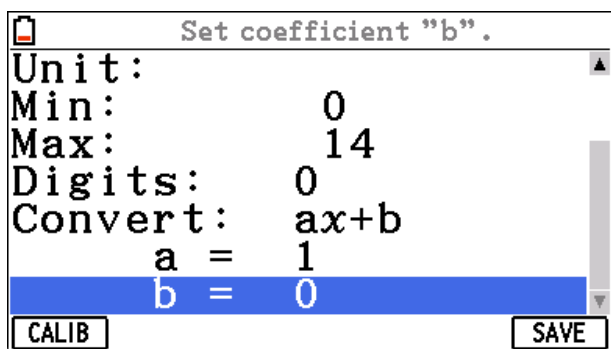 Set coefficient "b".
Unit:
Min: 0
Max: 14
Digits: 0
Convert: ax+b
a = 1
b = 0
CALIB SAVE